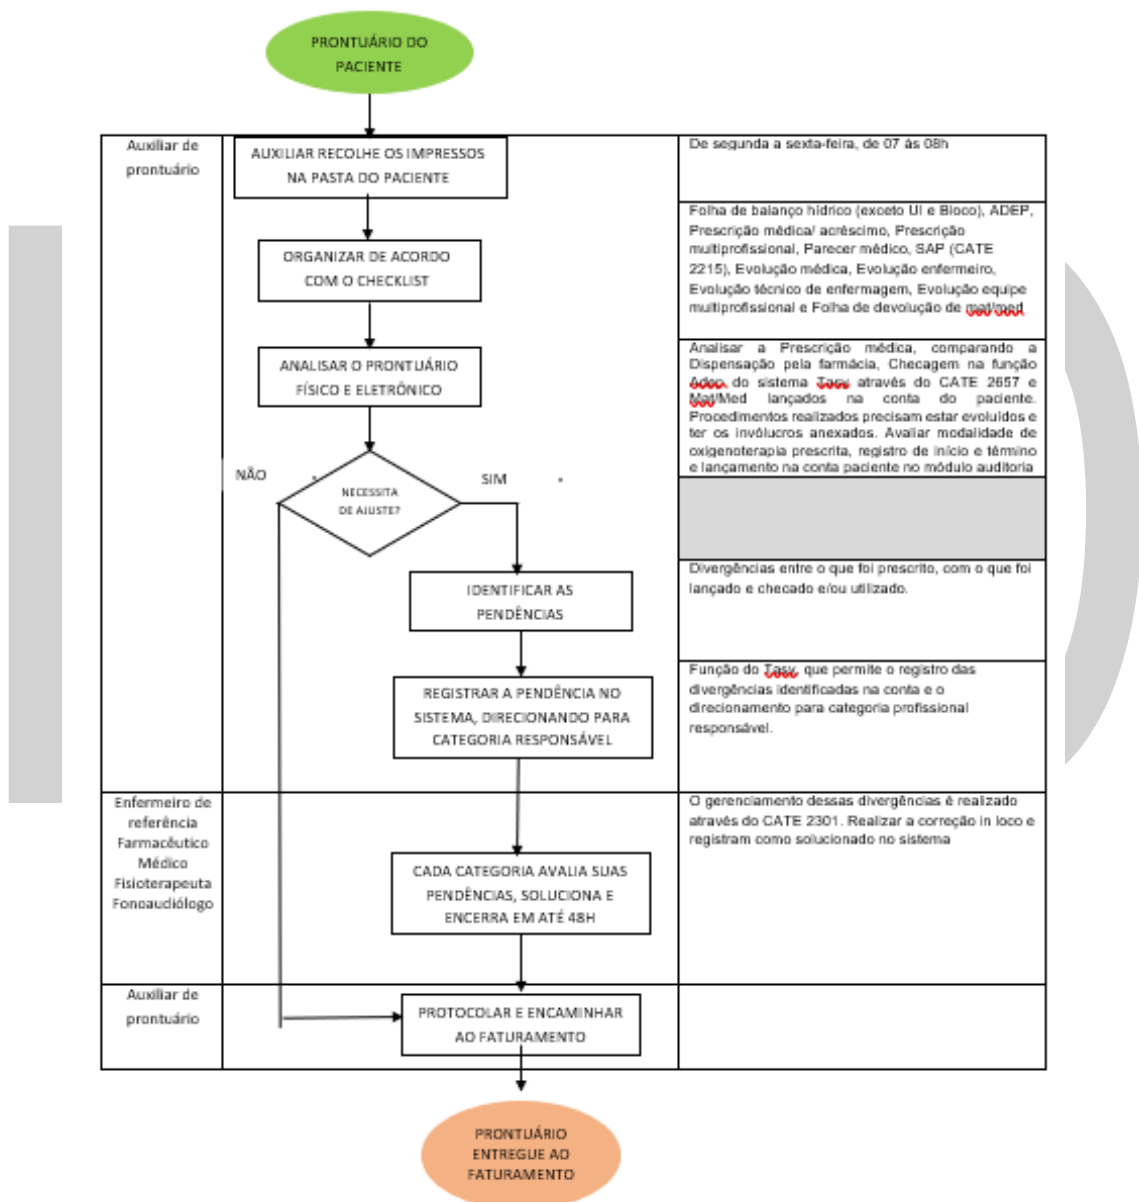 PRONTUÁRIO DO
PACIENTE
Auxiliar de
prontuário
AUXILIAR RECOLHE OS IMPRESSOS
NA PASTA DO PACIENTE
De segunda a sexta-feira, de 07 às 08h
ORGANIZAR DE ACORDO
COM O CHECKLIST
Folha de balanço hídrico (exceto UI e Bloco), ADEP,
Prescrição médica/ acréscimo, Prescrição
multiprofissional, Parecer médico, SAP (CATE
2215), Evolução médica, Evolução enfermeiro,
Evolução técnico de enfermagem, Evolução equipe
multiprofissional e Folha de devolução de mat/med
ANALISAR O PRONTUÁRIO
FÍSICO E ELETRÔNICO
Analisar a Prescrição médica, comparando a
Dispensação pela farmácia, Checagem na função
Adep do sistema Tasy através do CATE 2657 e
Mat/Med lançados na conta do paciente.
Procedimentos realizados precisam estar evoluídos e
ter os invólucros anexados. Avaliar modalidade de
oxigenoterapia prescrita, registro de início e término
e lançamento na conta paciente no módulo auditoria
NÃO
NECESSITA
DE AJUSTE?
SIM
IDENTIFICAR AS
PENDÊNCIAS
Divergências entre o que foi prescrito, com o que foi
lançado e checado e/ou utilizado.
REGISTRAR A PENDÊNCIA NO
SISTEMA, DIRECIONANDO PARA
CATEGORIA RESPONSÁVEL
Função do Tasy, que permite o registro das
divergências identificadas na conta e o
direcionamento para categoria profissional
responsável.
Enfermeiro de
referência
Farmacêutico
Médico
Fisioterapeuta
Fonoaudiólogo
CADA CATEGORIA AVALIA SUAS
PENDÊNCIAS, SOLUCIONA E
ENCERRA EM ATÉ 48H
O gerenciamento dessas divergências é realizado
através do CATE 2301. Realizar a correção in loco e
registram como solucionado no sistema
Auxiliar de
prontuário
PROTOCOLAR E ENCAMINHAR
AO FATURAMENTO
PRONTUÁRIO
ENTREGUE AO
FATURAMENTO